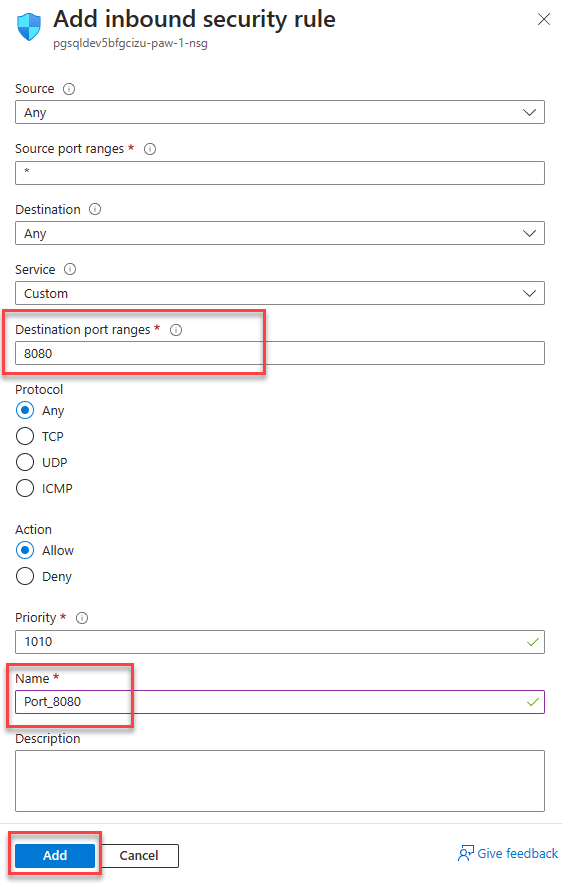 Add inbound security rule
pgsqldev5bfgcizu-paw-1-nsg
Source
Any
Source port ranges *
*
Destination
Any
Service
Custom
Destination port ranges *
8080
Protocol
Any
TCP
UDP
ICMP
Action
Allow
Deny
Priority *
1010
Name *
Port_8080
Description
Add
Cancel
Give feedback